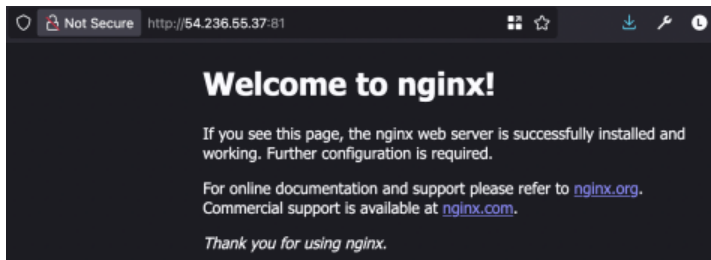 Not Secure http://54.236.55.37:81
Welcome to nginx!
If you see this page, the nginx web server is successfully installed and
working. Further configuration is required.
For online documentation and support please refer to nginx.org.
Commercial support is available at nginx.com.
Thank you for using nginx.